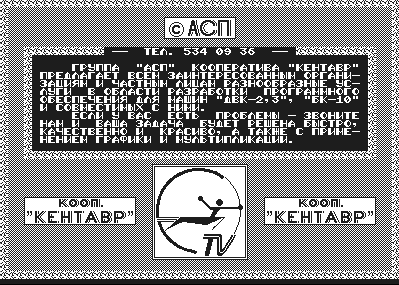 © АСП
ТЕЛ. 534 09 36
ГРУППА "АСП" КООПЕРАТИВА "КЕНТАВР"
ПРЕДЛАГАЕТ ВСЕМ ЗАИНТЕРЕСОВАННЫМ ОРГАНИ-
ЗАЦИЯМ И ЧАСТНЫМ ЛИЦАМ РАЗНООБРАЗНЫЕ УС-
ЛУГИ В ОБЛАСТИ РАЗРАБОТКИ ПРОГРАММНОГО
ОБЕСПЕЧЕНИЯ ДЛЯ МАШИН "ДВК-2,3", "БК-10"
И СОВМЕСТИМЫХ С НИМИ.
ЕСЛИ У ВАС ЕСТЬ ПРОБЛЕМЫ - ЗВОНИТЕ
НАМ И ВАША ЗАДАЧА БУДЕТ РЕШЕНА БЫСТРО,
КАЧЕСТВЕННО И КРАСИВО, А ТАКЖЕ С ПРИМЕ-
НЕНИЕМ ГРАФИКИ И МУЛЬТИПЛИКАЦИИ.
КООП.
"КЕНТАВР"
TV
КООП.
"КЕНТАВР"